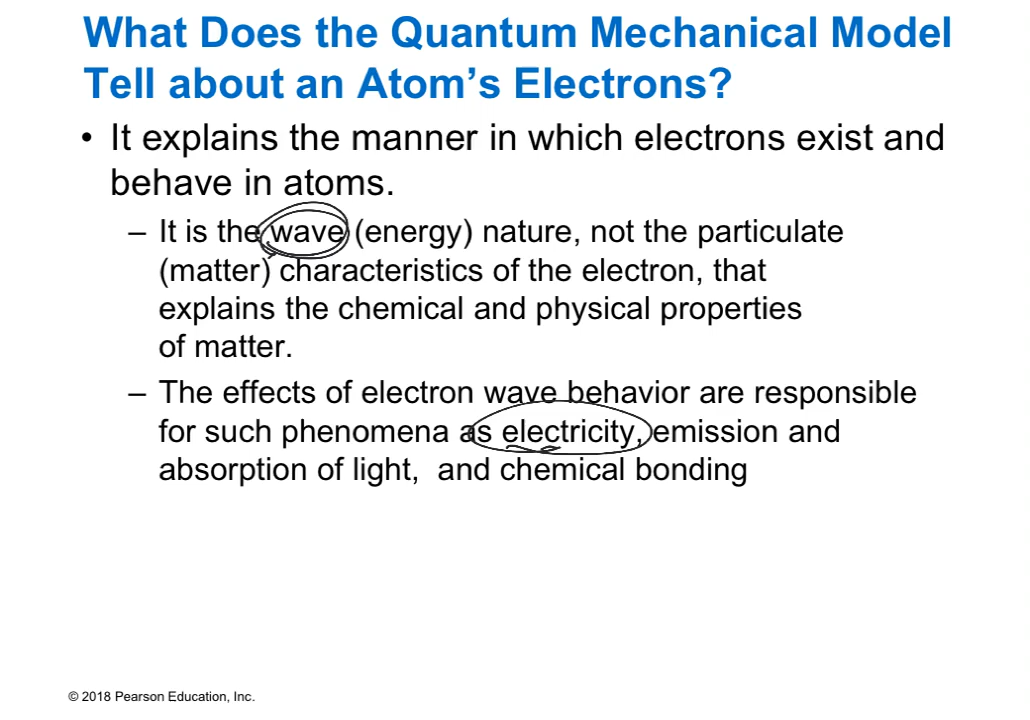 What Does the Quantum Mechanical Model
Tell about an Atom’s Electrons?
• It explains the manner in which electrons exist and
behave in atoms.
– It is the wave (energy) nature, not the particulate
(matter) characteristics of the electron, that
explains the chemical and physical properties
of matter.
– The effects of electron wave behavior are responsible
for such phenomena as electricity, emission and
absorption of light,  and chemical bonding
© 2018 Pearson Education, Inc.